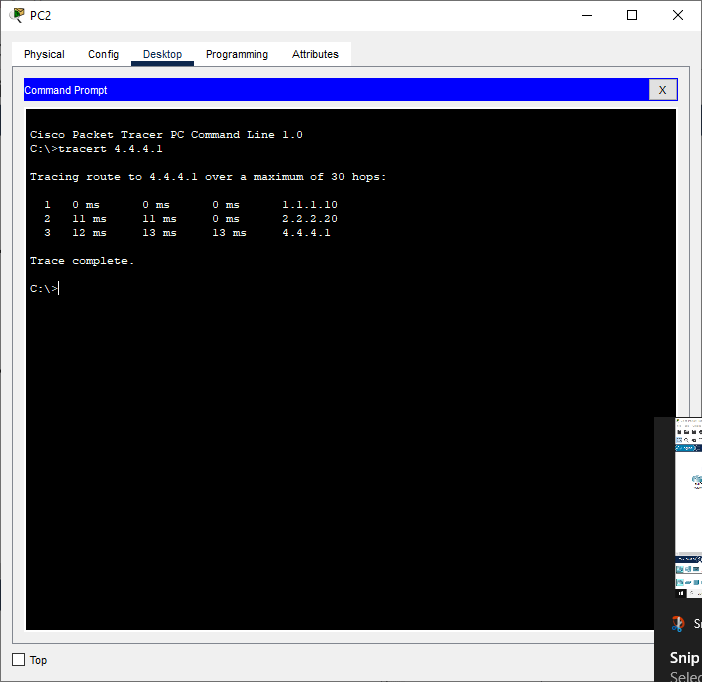 PC2
Physical Config Desktop Programming Attributes
Command Prompt X
Cisco Packet Tracer PC Command Line 1.0
C:\>tracert 4.4.4.1
Tracing route to 4.4.4.1 over a maximum of 30 hops:
1 0 ms 0 ms 0 ms 1.1.1.10
2 11 ms 11 ms 0 ms 2.2.2.20
3 12 ms 13 ms 13 ms 4.4.4.1
Trace complete.
C:\>
Top
Snip